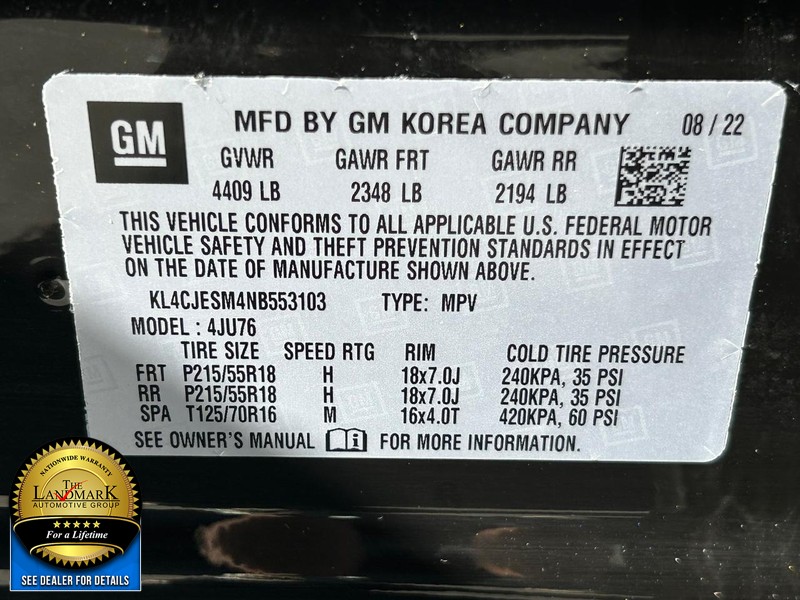 GM
MFD BY GM KOREA COMPANY 08 / 22
GVWR GAWR FRT GAWR RR
4409 LB 2348 LB 2194 LB
THIS VEHICLE CONFORMS TO ALL APPLICABLE U.S. FEDERAL MOTOR
VEHICLE SAFETY AND THEFT PREVENTION STANDARDS IN EFFECT
ON THE DATE OF MANUFACTURE SHOWN ABOVE.
KL4CJESM4NB553103 TYPE: MPV
MODEL : 4JU76
TIRE SIZE SPEED RTG RIM COLD TIRE PRESSURE
FRT P215/55R18 H 18x7.0J 240KPA, 35 PSI
RR P215/55R18 H 18x7.0J 240KPA, 35 PSI
SPA T125/70R16 M 16x4.0T 420KPA, 60 PSI
SEE OWNER'S MANUAL FOR MORE INFORMATION.
NATIONWIDE WARRANTY
THE
LANDMARK
AUTOMOTIVE GROUP
For a Lifetime
SEE DEALER FOR DETAILS